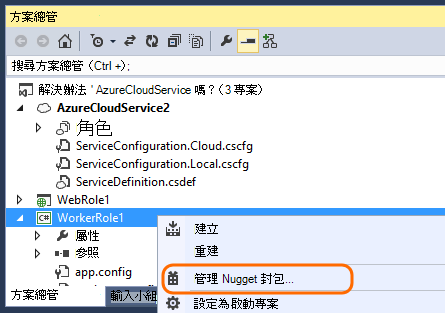 方案總管
搜尋方案總管 (Ctrl +);
解決辦法 ' AzureCloudService 嗎？(3 專案)
AzureCloudService2
角色
ServiceConfiguration.Cloud.cscfg
ServiceConfiguration.Local.cscfg
ServiceDefinition.csdef
WebRole1
C# WorkerRole1
屬性
參照
app.config
建立
重建
管理 Nugget 封包...
設定為啟動專案
方案總管
輸入小組